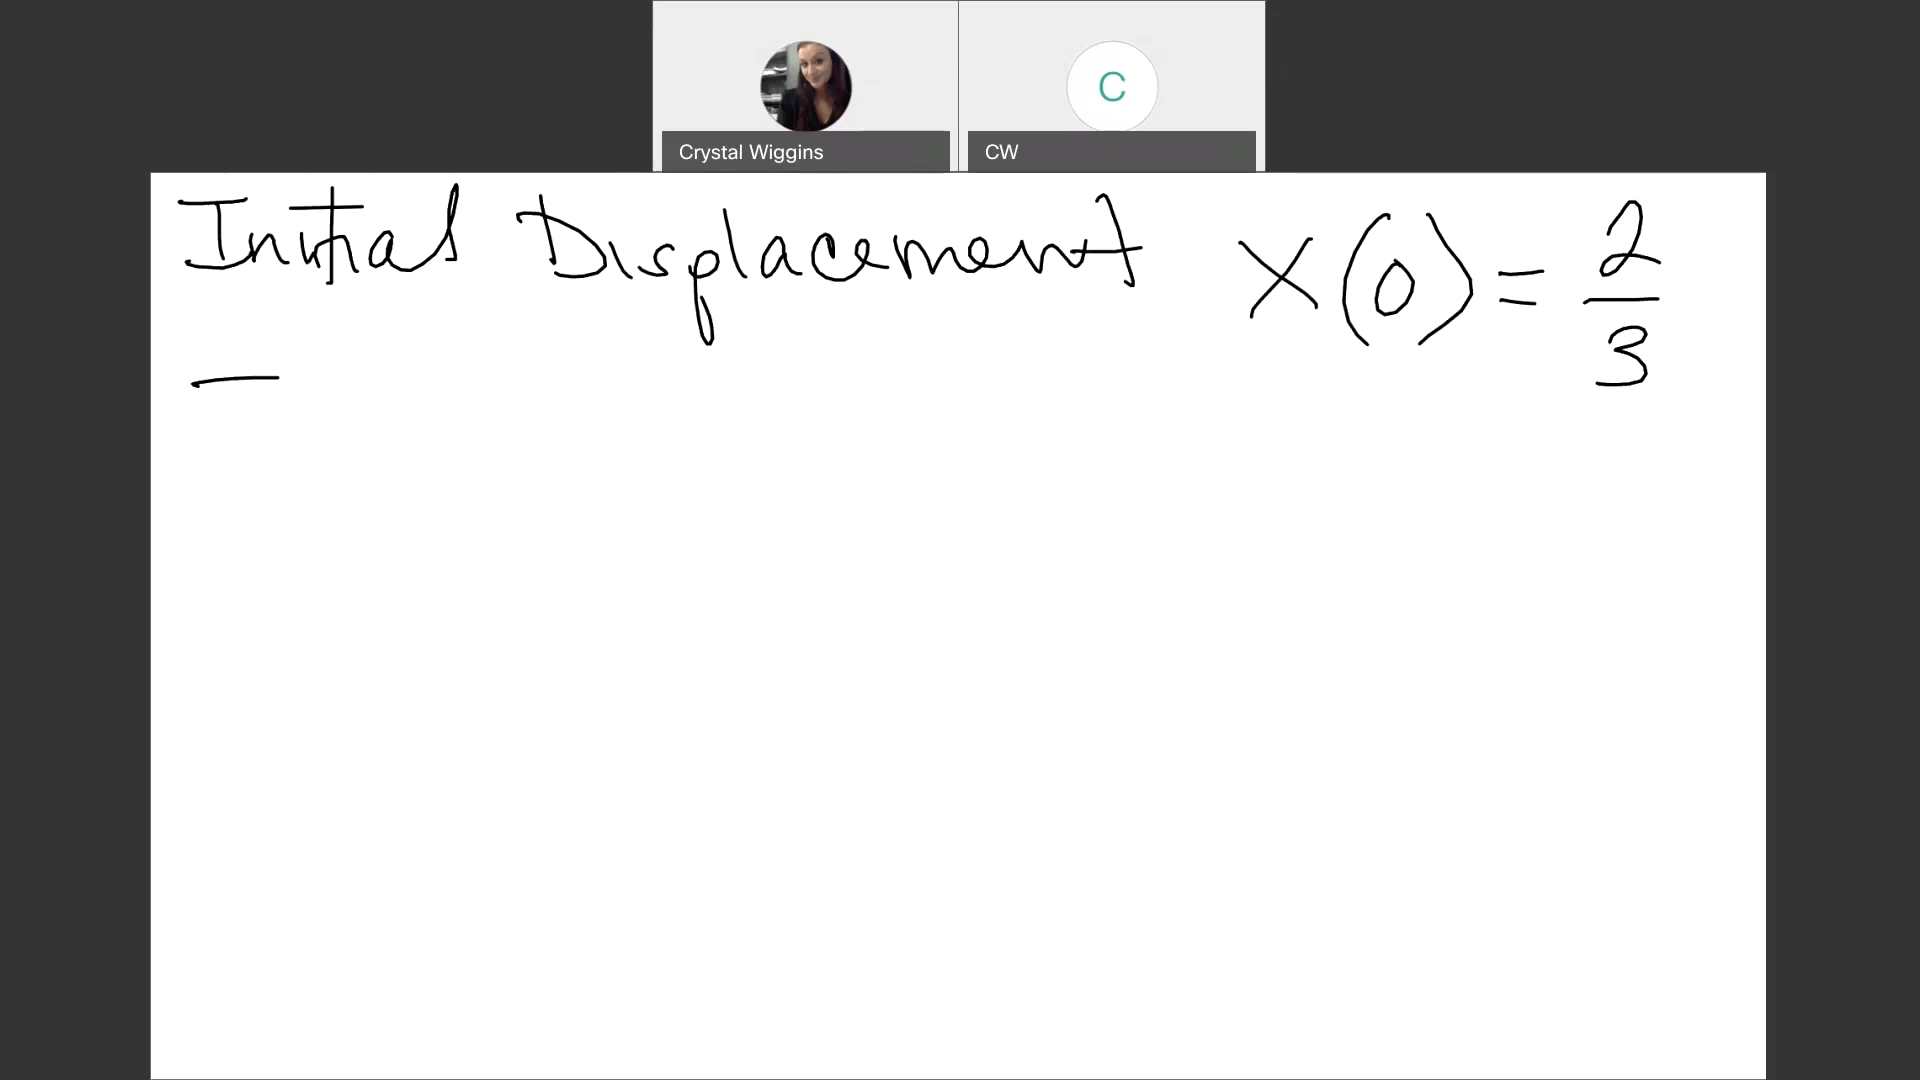 Crystal Wiggins
C
CW
Initial Displacement X(0) = 2/3